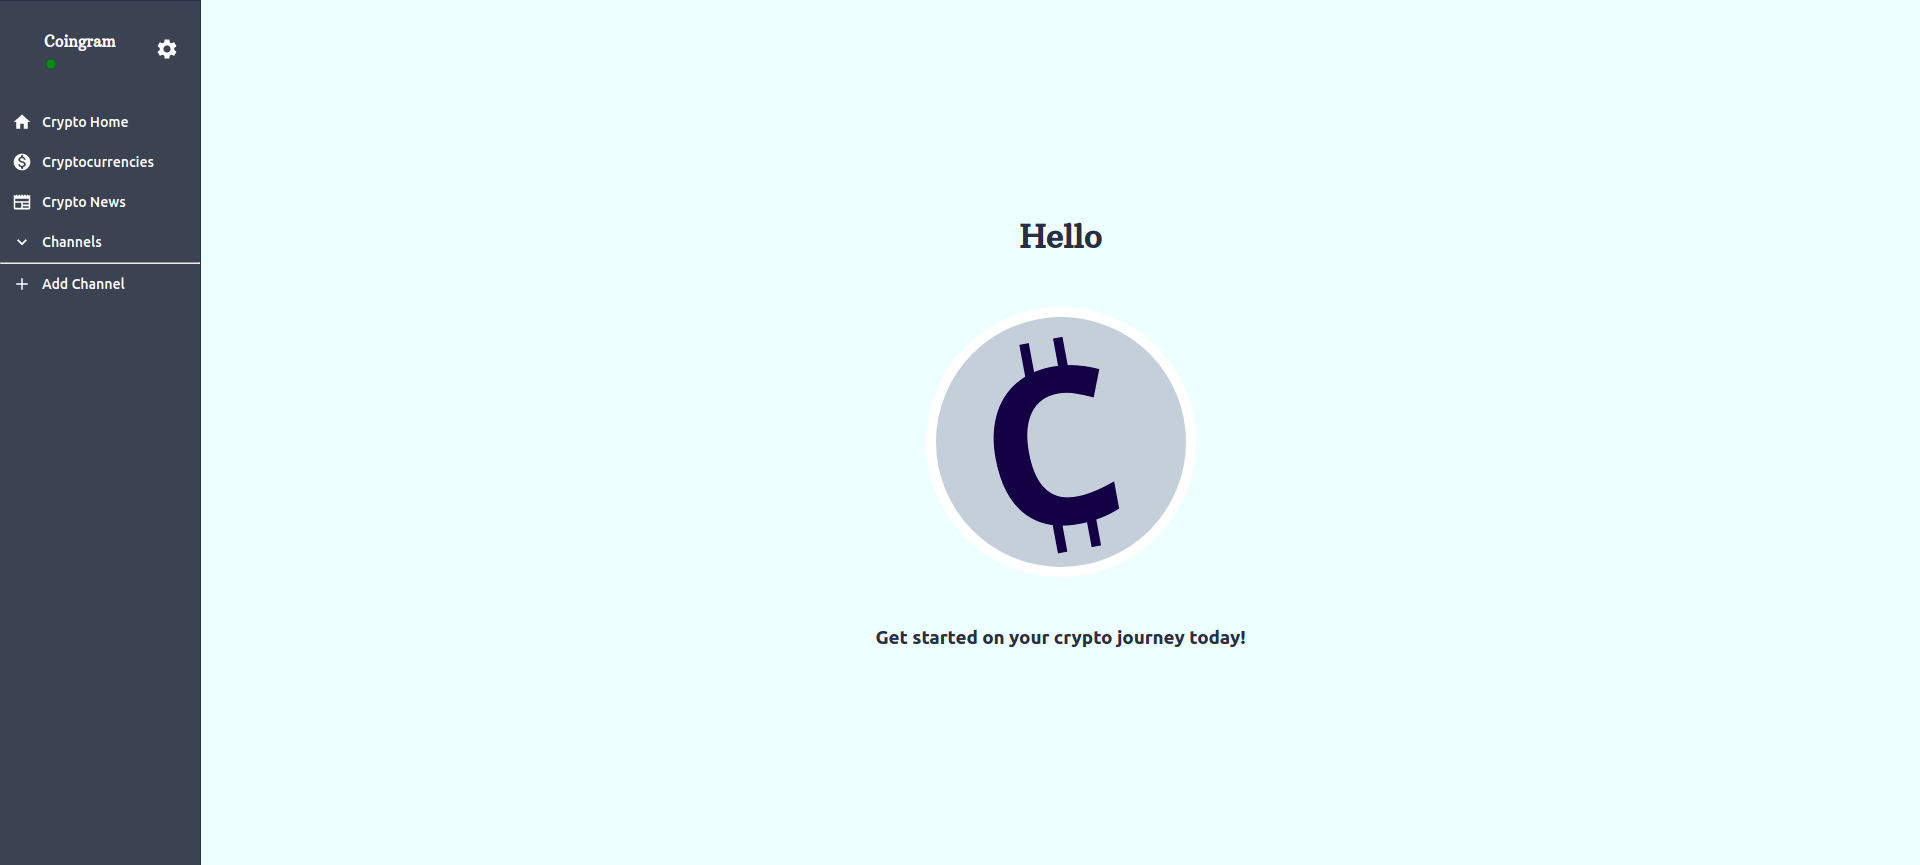 Coingram
Crypto Home
Cryptocurrencies
Crypto News
Channels
Add Channel
Hello
Get started on your crypto journey today!